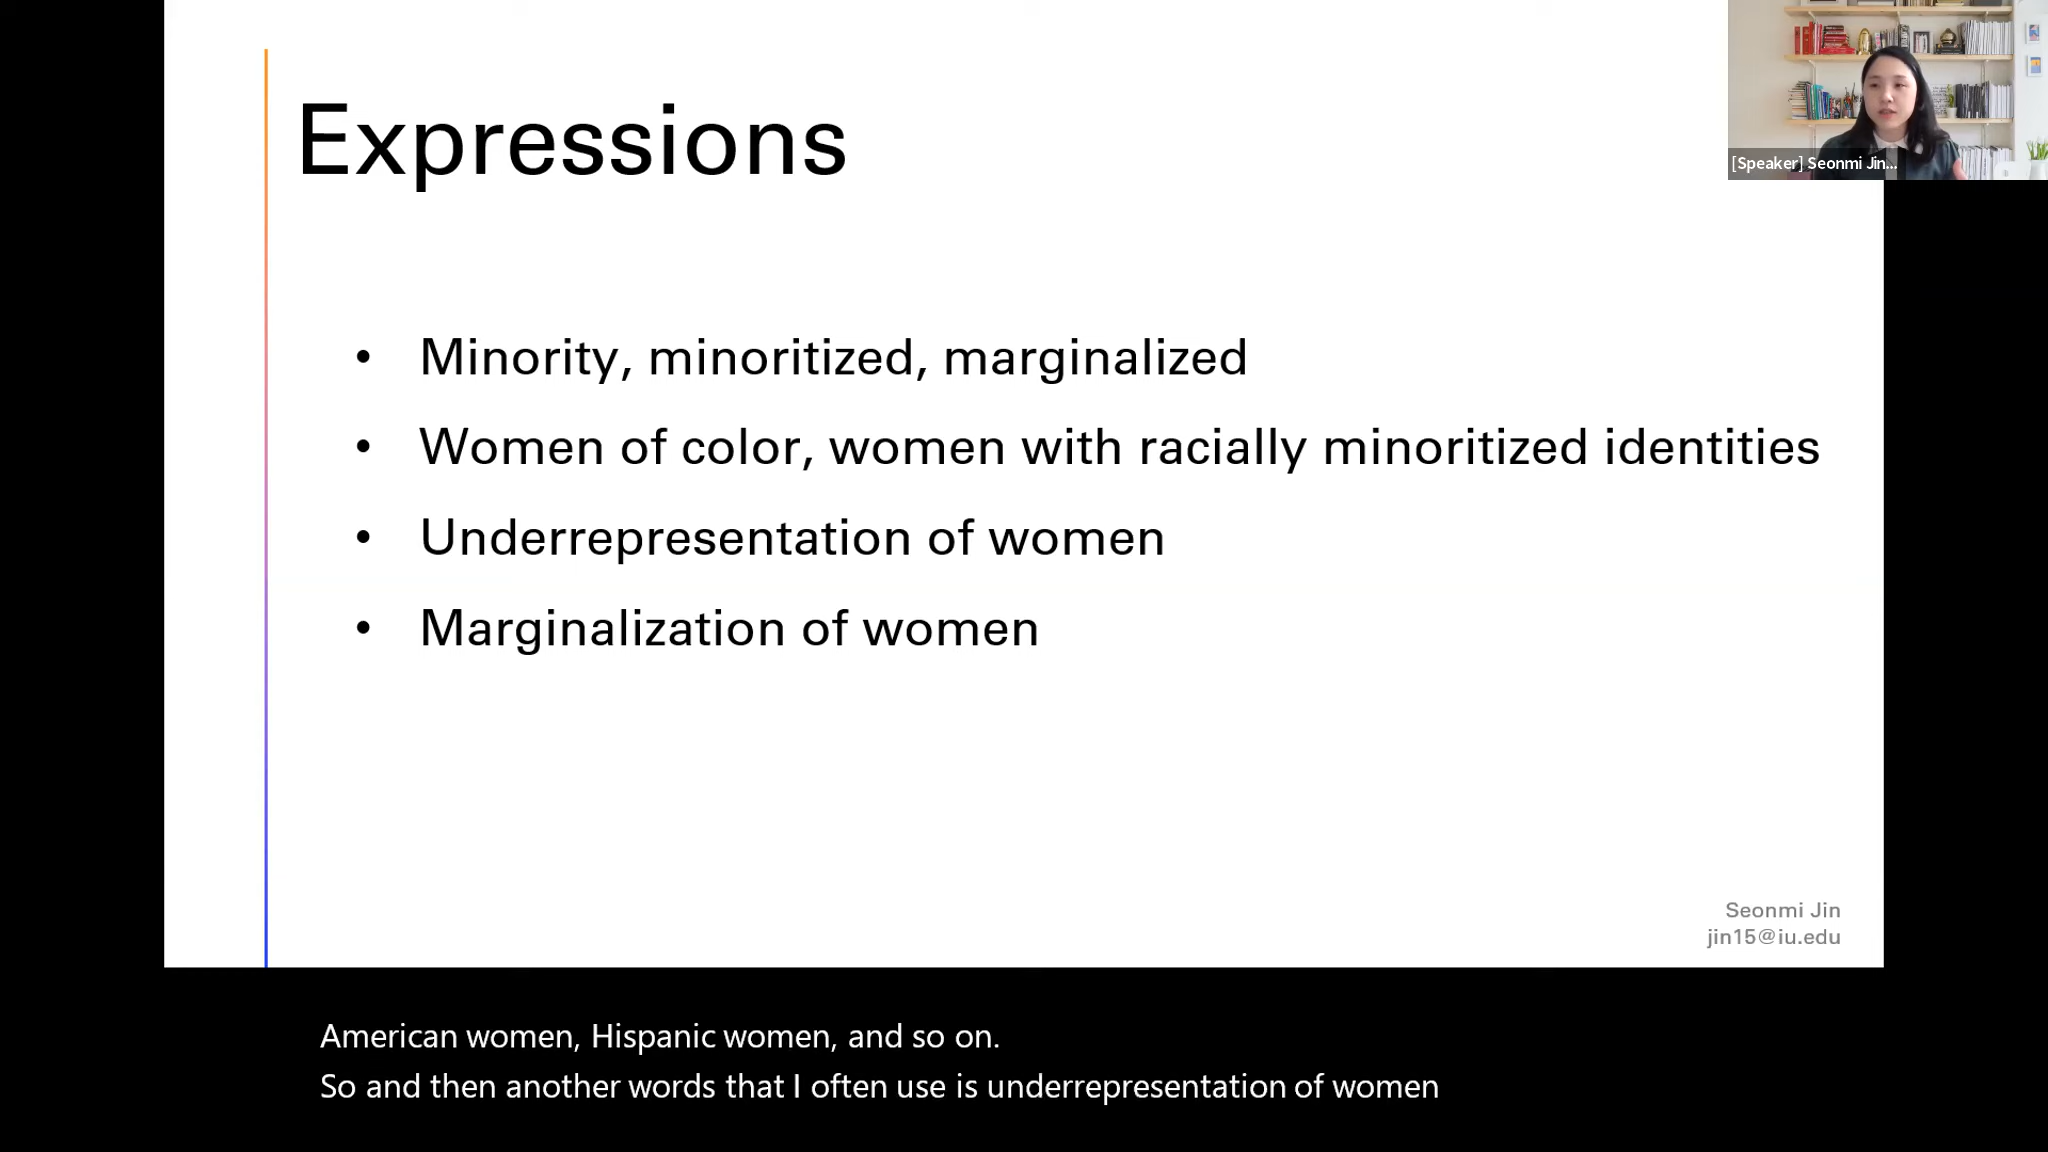 Expressions
[Speaker] Seonmi Jin...
• Minority, minoritized, marginalized
• Women of color, women with racially minoritized identities
• Underrepresentation of women
• Marginalization of women
Seonmi Jin
jin15@iu.edu
American women, Hispanic women, and so on.
So and then another words that I often use is underrepresentation of women